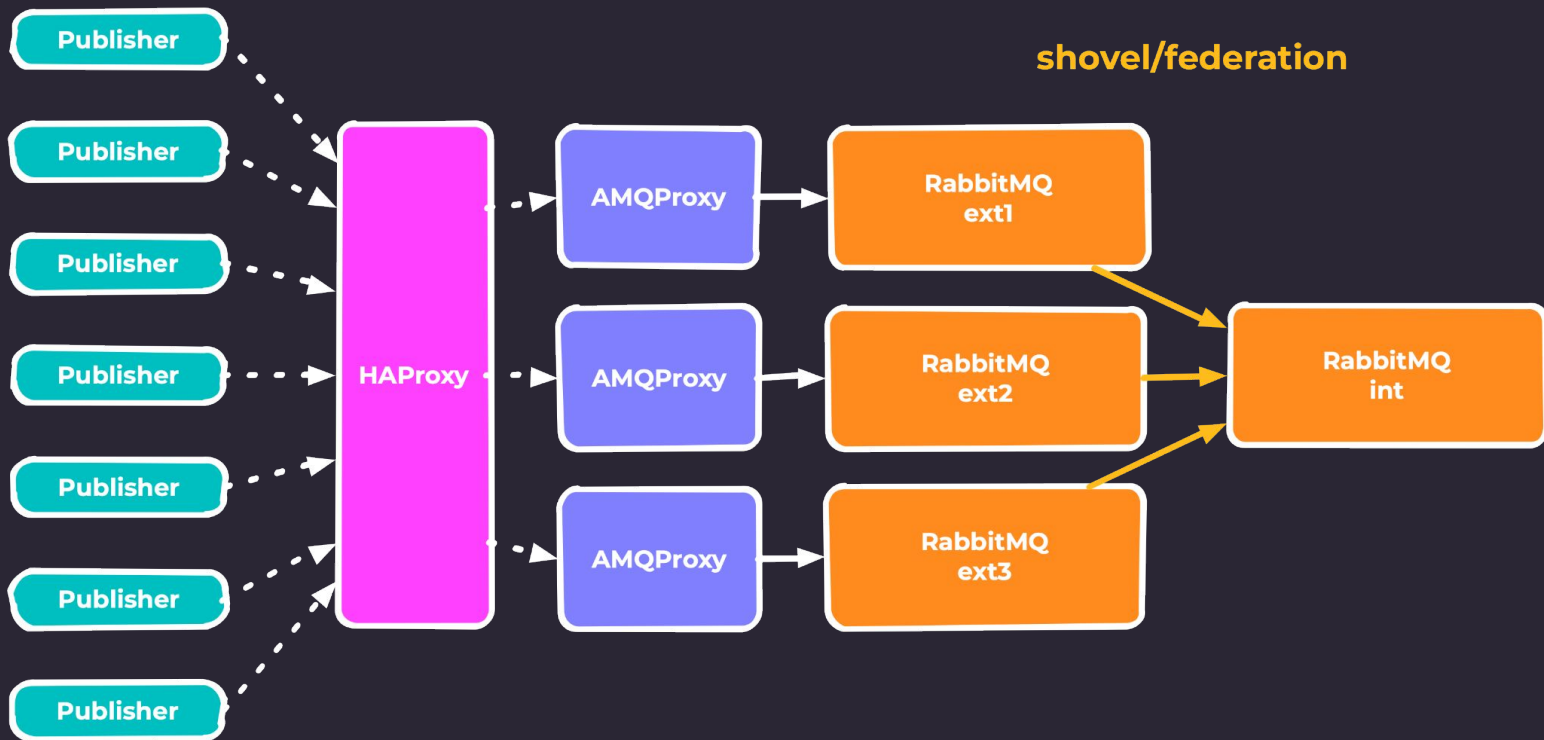 Publisher
Publisher
Publisher
Publisher
Publisher
Publisher
Publisher
HAProxy
AMQProxy
AMQProxy
AMQProxy
shovel/federation
RabbitMQ
ext1
RabbitMQ
ext2
RabbitMQ
ext3
RabbitMQ
int